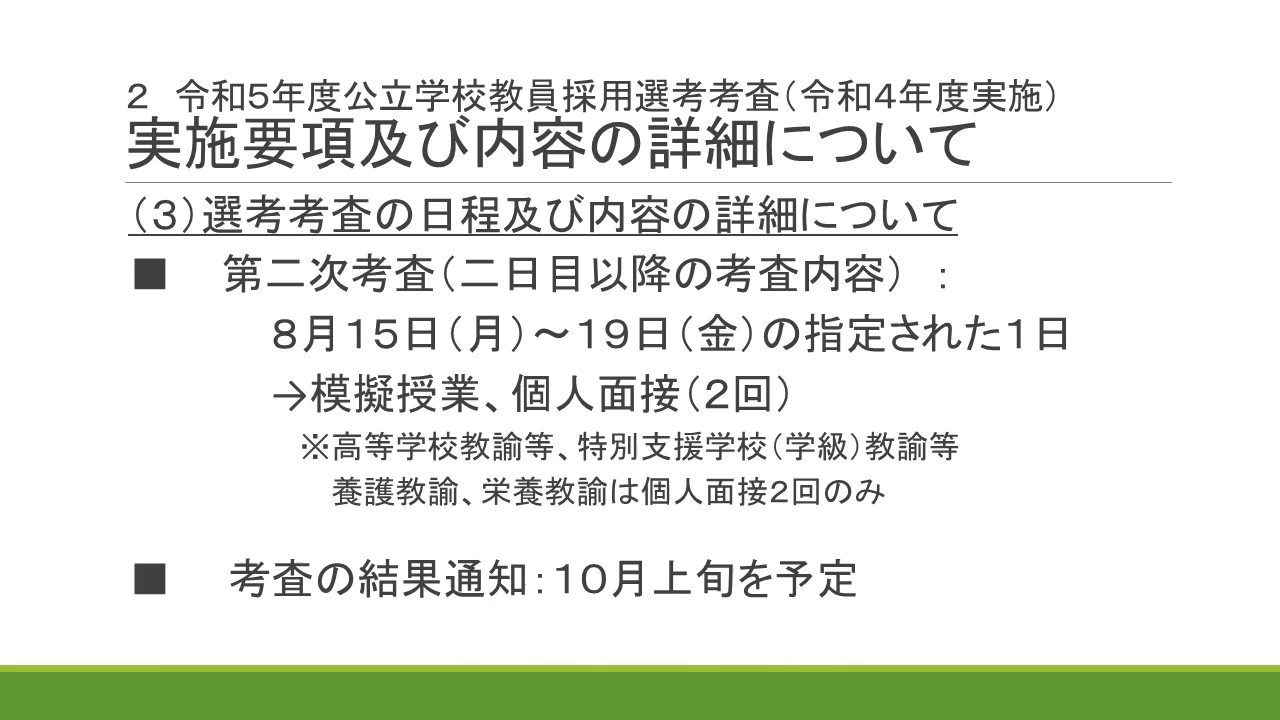 ２　令和５年度公立学校教員採用選考考査（令和４年度実施）
実施要項及び内容の詳細について
（３）選考考査の日程及び内容の詳細について
■　第二次考査（二日目以降の考査内容）：
８月１５日（月）～１９日（金）の指定された１日
→模擬授業、個人面接（２回）
※高等学校教諭等、特別支援学校（学級）教諭等
養護教諭、栄養教諭は個人面接２回のみ
■　考査の結果通知：１０月上旬を予定